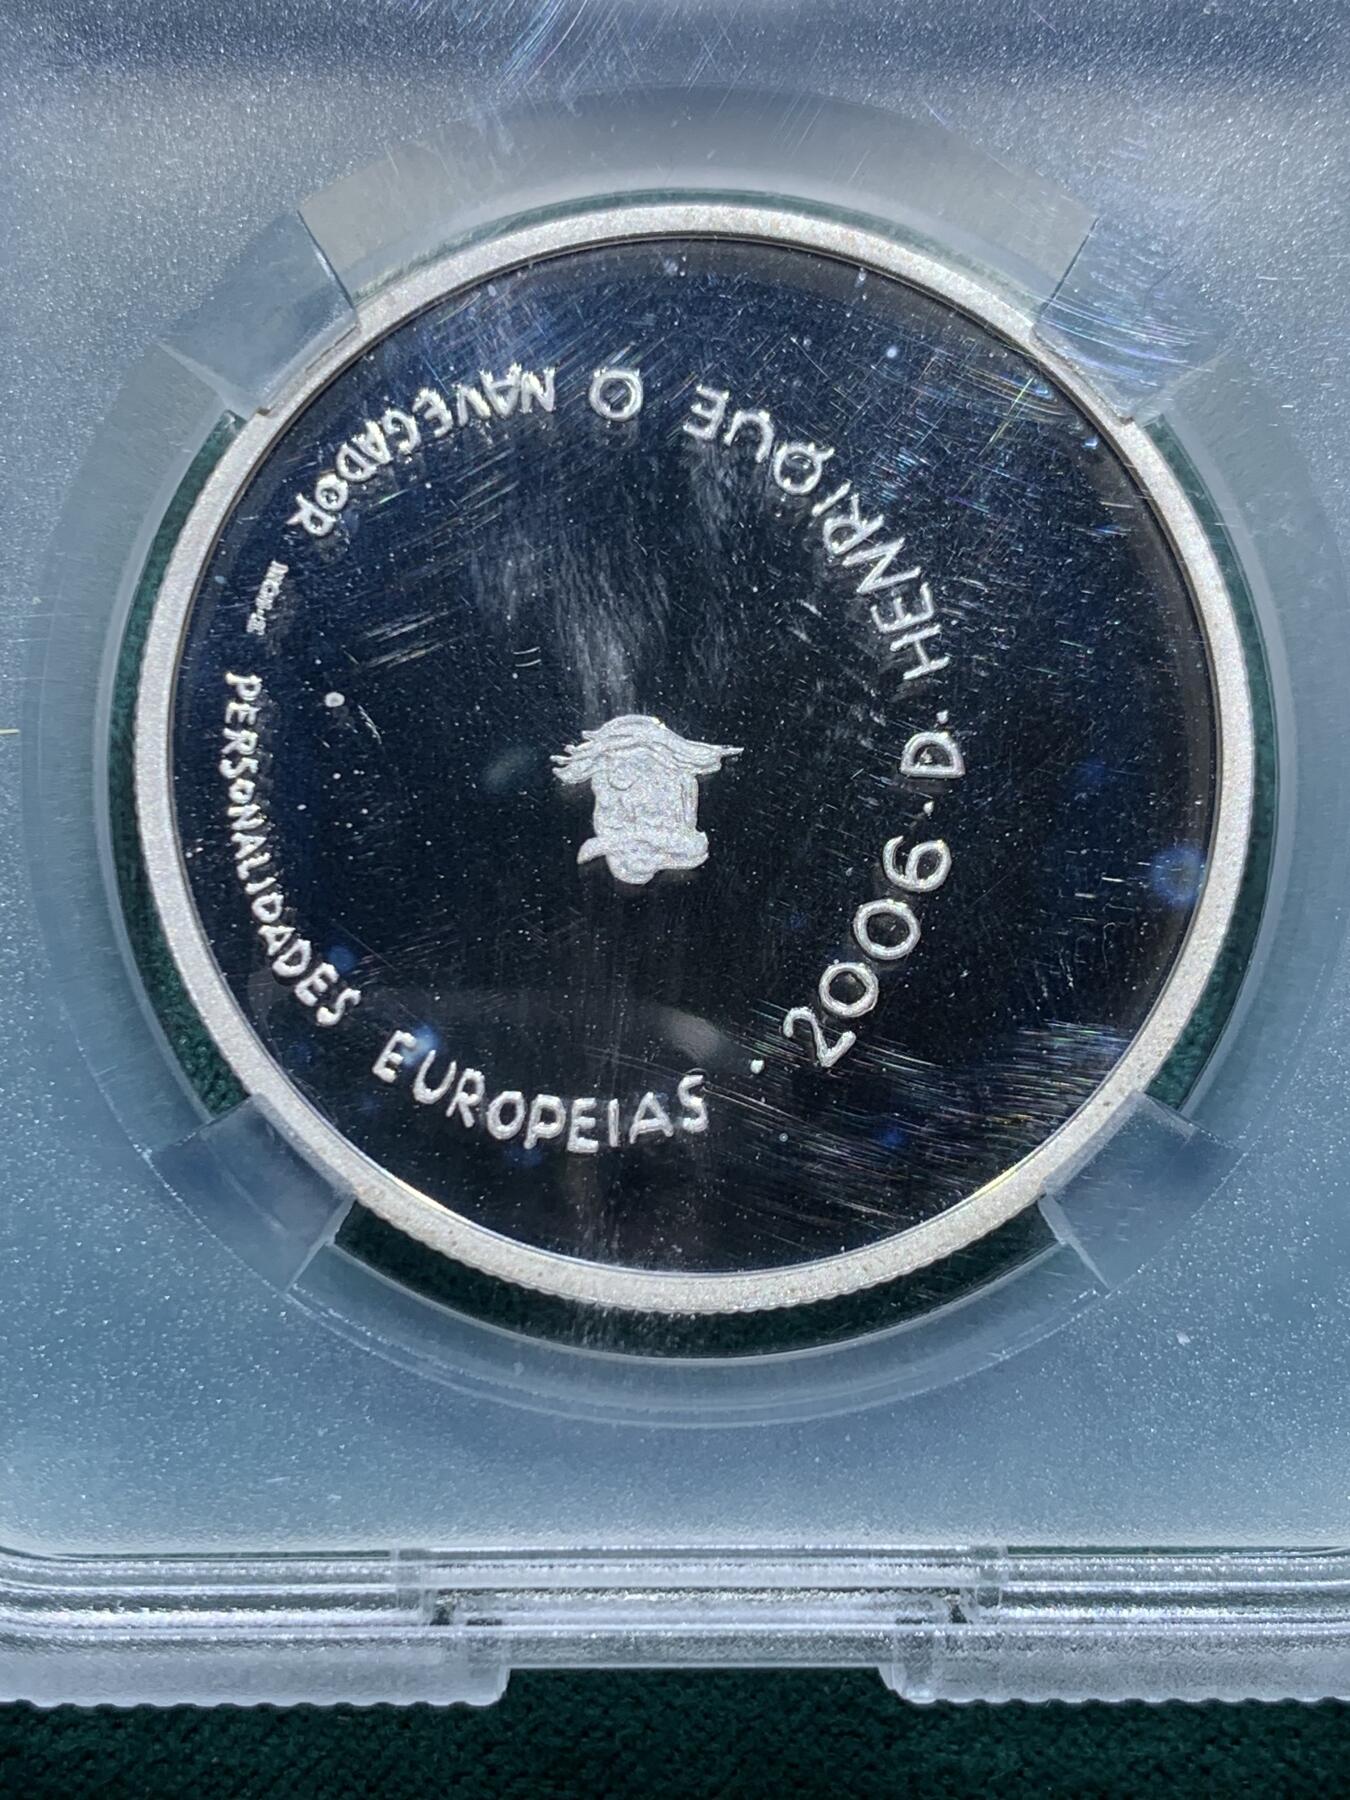 PERSONALIDADES EUROPEIAS · 2006 · D. HENRIQUE O NAVEGADOR